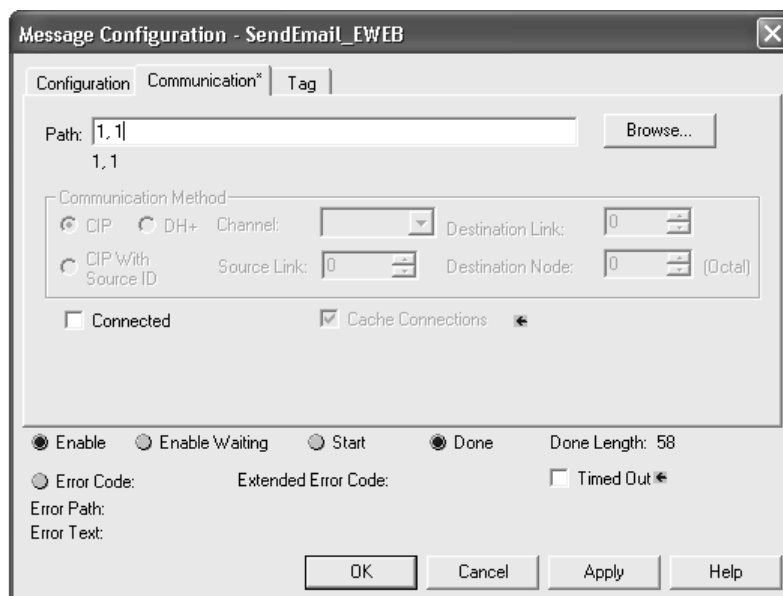 Message Configuration - SendEmail_EWEB
Configuration Communication* Tag
Path: 1, 1 Browse...
1, 1
Communication Method
CIP DH+ Channel: Destination Link: 0
CIP With Source ID Source Link: 0 Destination Node: 0 (Octal)
Connected Cache Connections
Enable Enable Waiting Start Done Done Length: 58
Error Code: Extended Error Code: Timed Out
Error Path:
Error Text:
OK Cancel Apply Help